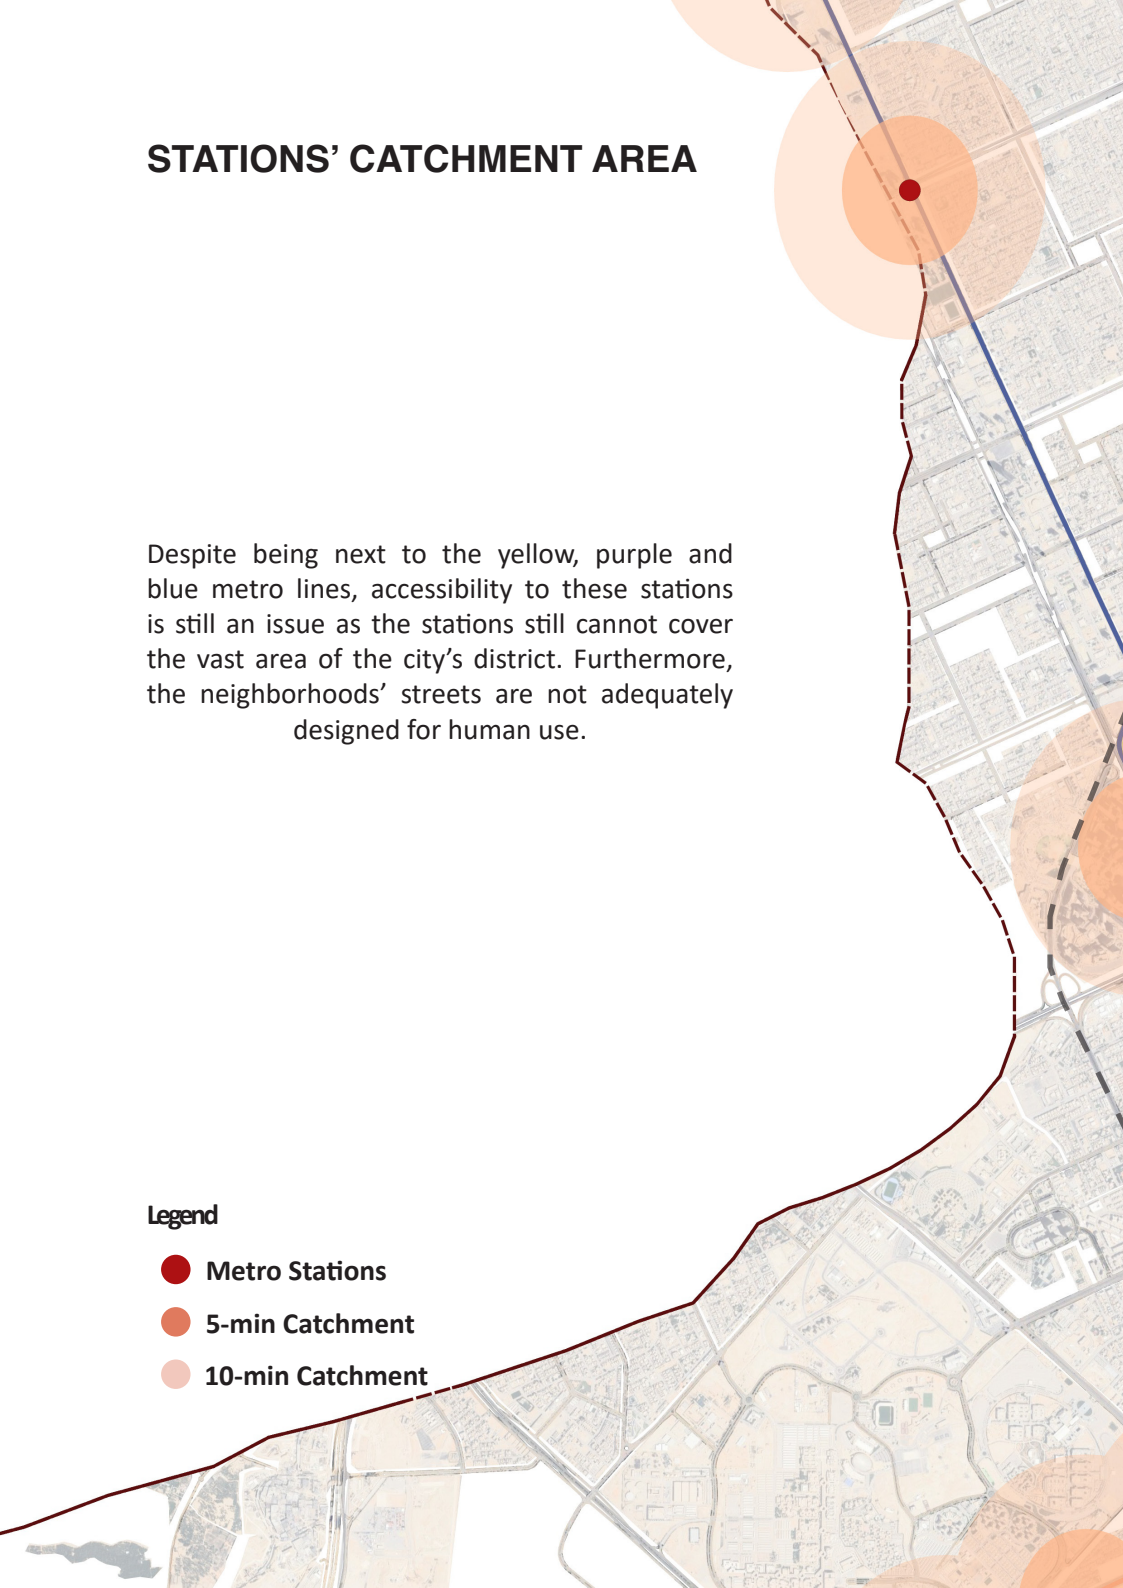 STATIONS’ CATCHMENT AREA
Despite being next to the yellow, purple and
blue metro lines, accessibility to these stations
is still an issue as the stations still cannot cover
the vast area of the city’s district. Furthermore,
the neighborhoods’ streets are not adequately
designed for human use.
Legend
Metro Stations
5-min Catchment
10-min Catchment